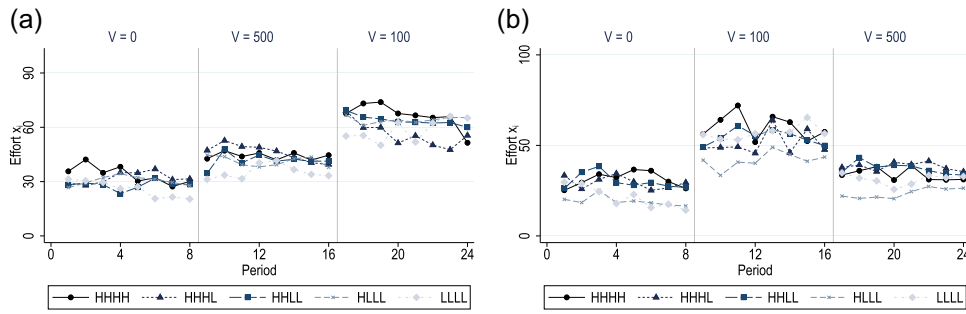 (a)
V = 0 V = 500 V = 100
Effort xi
90
60
30
0
0 4 8 12 16 20 24
Period
HHHH HHHL HHLL HLLL LLLL
(b)
V = 0 V = 100 V = 500
Effort xi
100
50
0
0 4 8 12 16 20 24
Period
HHHH HHHL HHLL HLLL LLLL